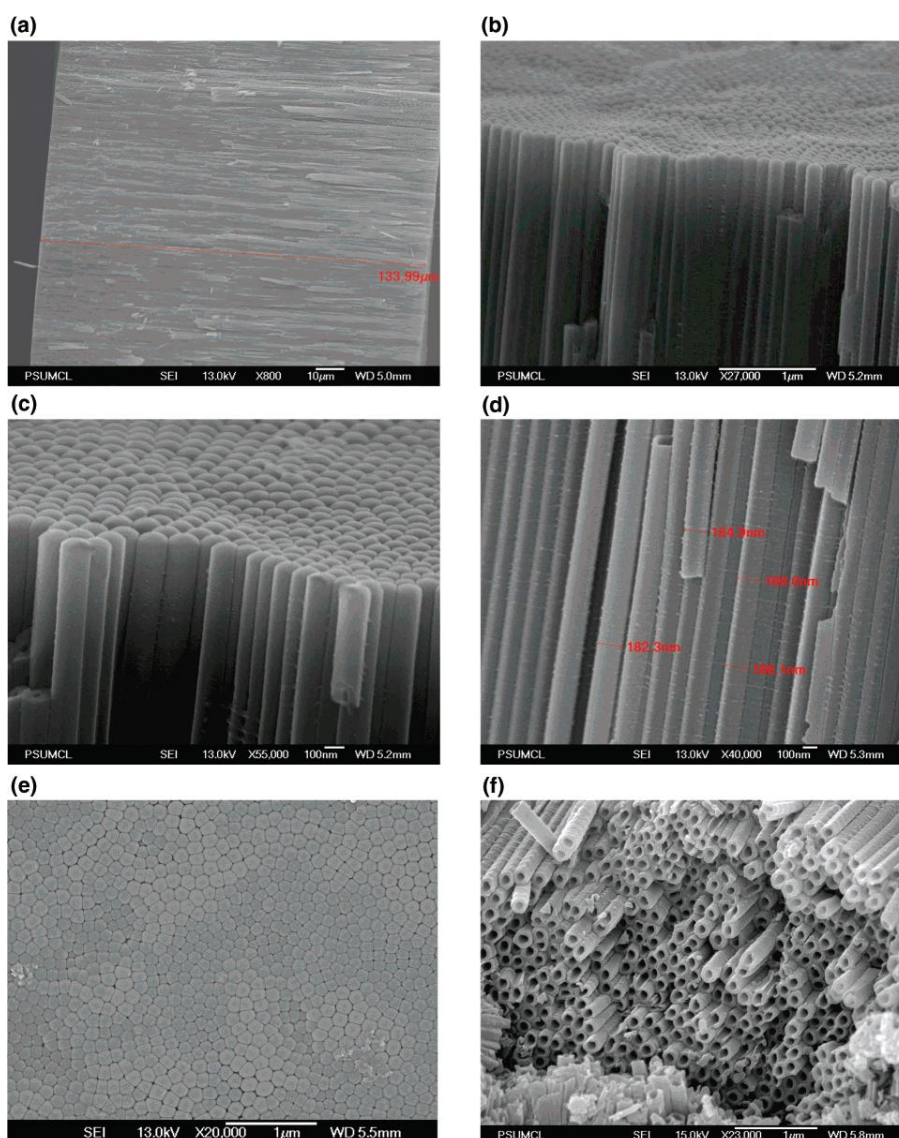 (a)
(b)
133.99µm
PSUMCL SEI 13.0kV X800 10µm WD 5.0mm
PSUMCL SEI 13.0kV X27,000 1µm WD 5.2mm
(c)
(d)
182.3nm
PSUMCL SEI 13.0kV X55,000 100nm WD 5.2mm
PSUMCL SEI 13.0kV X40,000 100nm WD 5.3mm
(e)
(f)
SEI 13.0kV X20,000 1µm WD 5.5mm
PSUMCL SEI 15.0kV X23,000 1µm WD 5.8mm